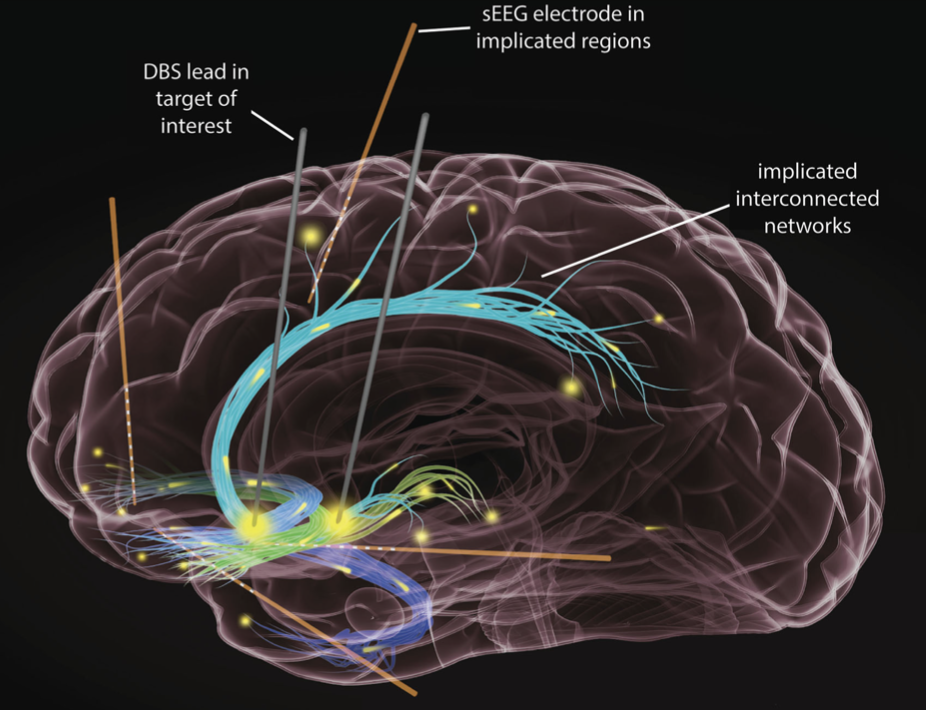 sEEG electrode in
implicated regions
DBS lead in
target of
interest
implicated
interconnected
networks